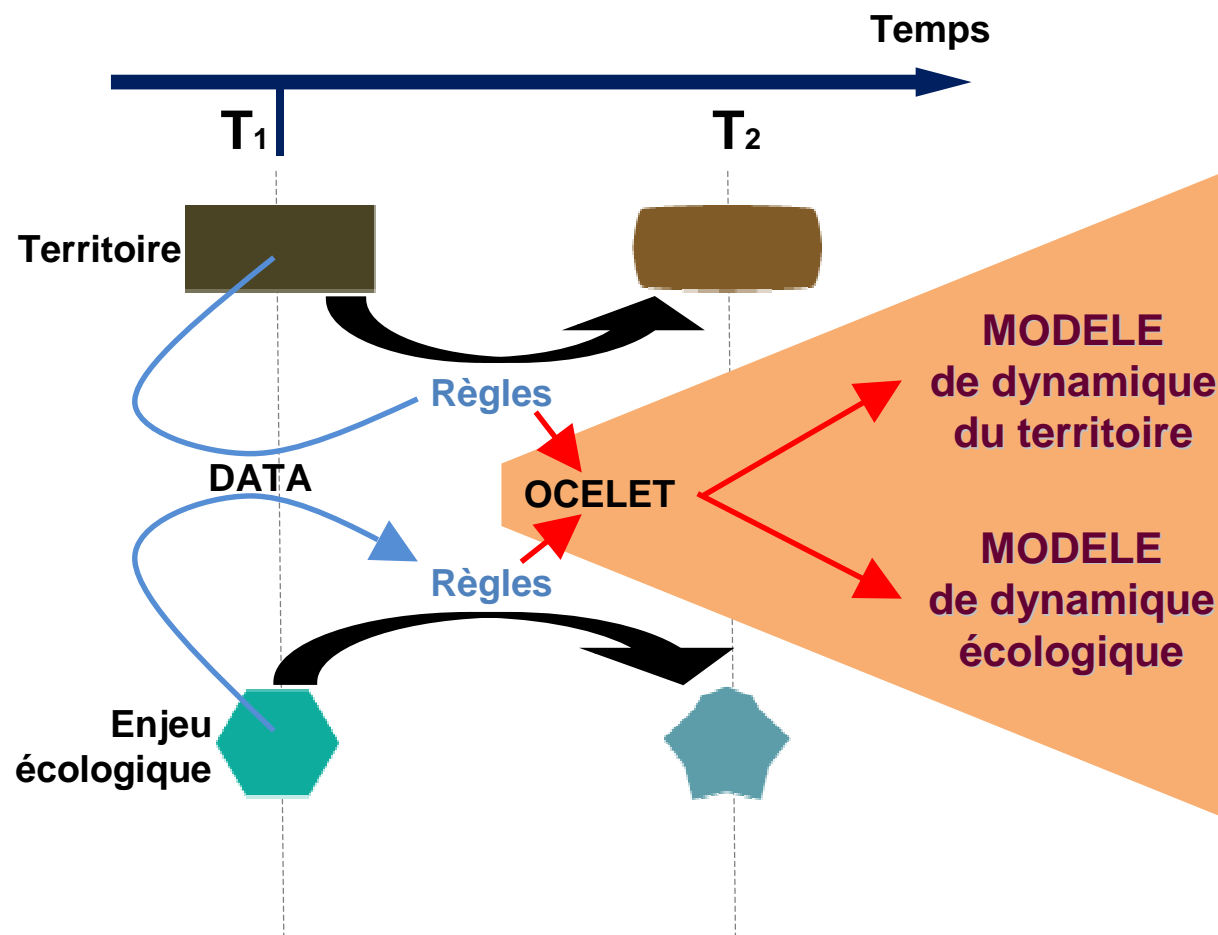 Temps
T1
T2
Territoire
Règles
DATA
OCELET
Règles
MODELE
de dynamique
du territoire
MODELE
de dynamique
écologique
Enjeu
écologique